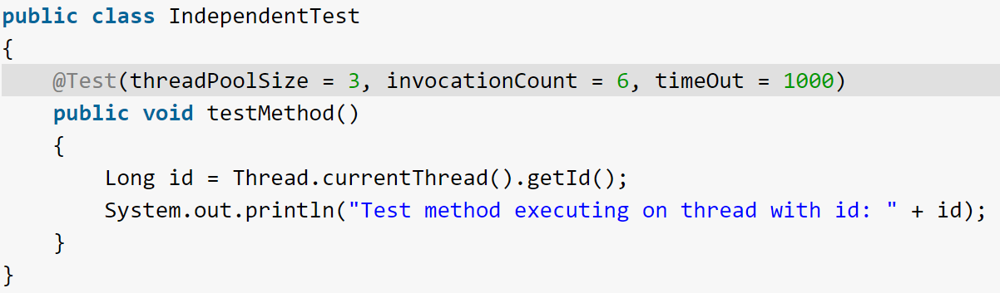 public class IndependentTest
{
    @Test(threadPoolSize = 3, invocationCount = 6, timeOut = 1000)
    public void testMethod()
    {
        Long id = Thread.currentThread().getId();
        System.out.println("Test method executing on thread with id: " + id);
    }
}